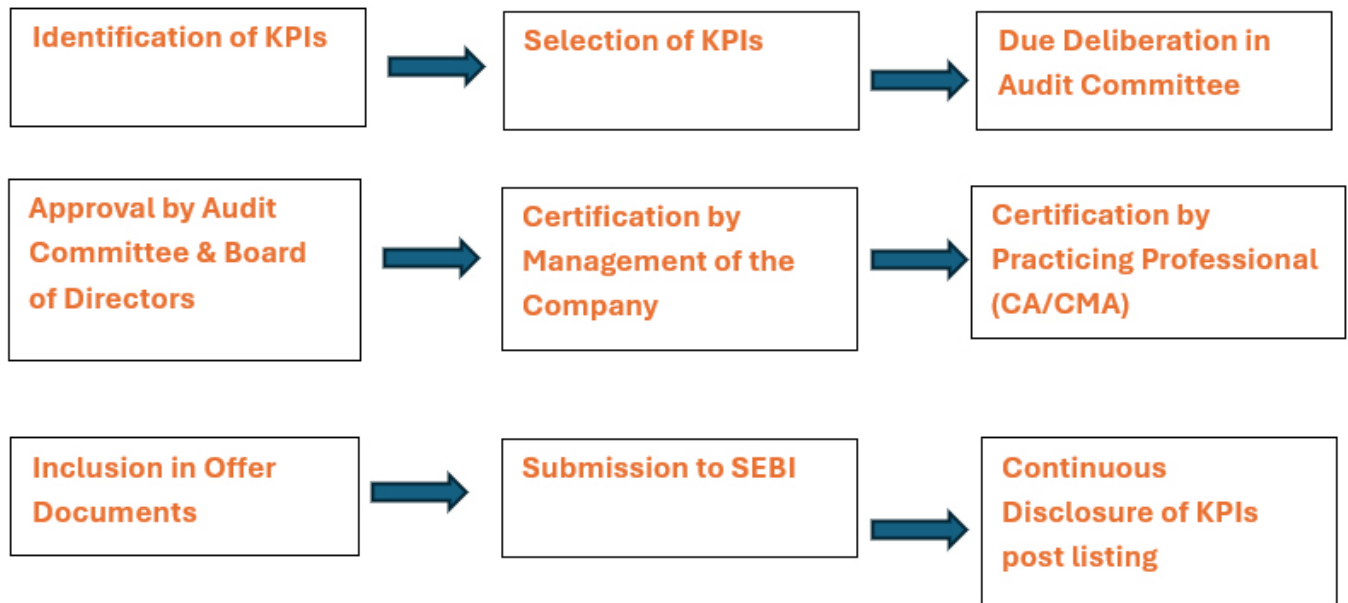 Identification of KPIs
Selection of KPIs
Due Deliberation in
Audit Committee
Approval by Audit
Committee & Board
of Directors
Certification by
Management of the
Company
Certification by
Practicing Professional
(CA/CMA)
Inclusion in Offer
Documents
Submission to SEBI
Continuous
Disclosure of KPIs
post listing